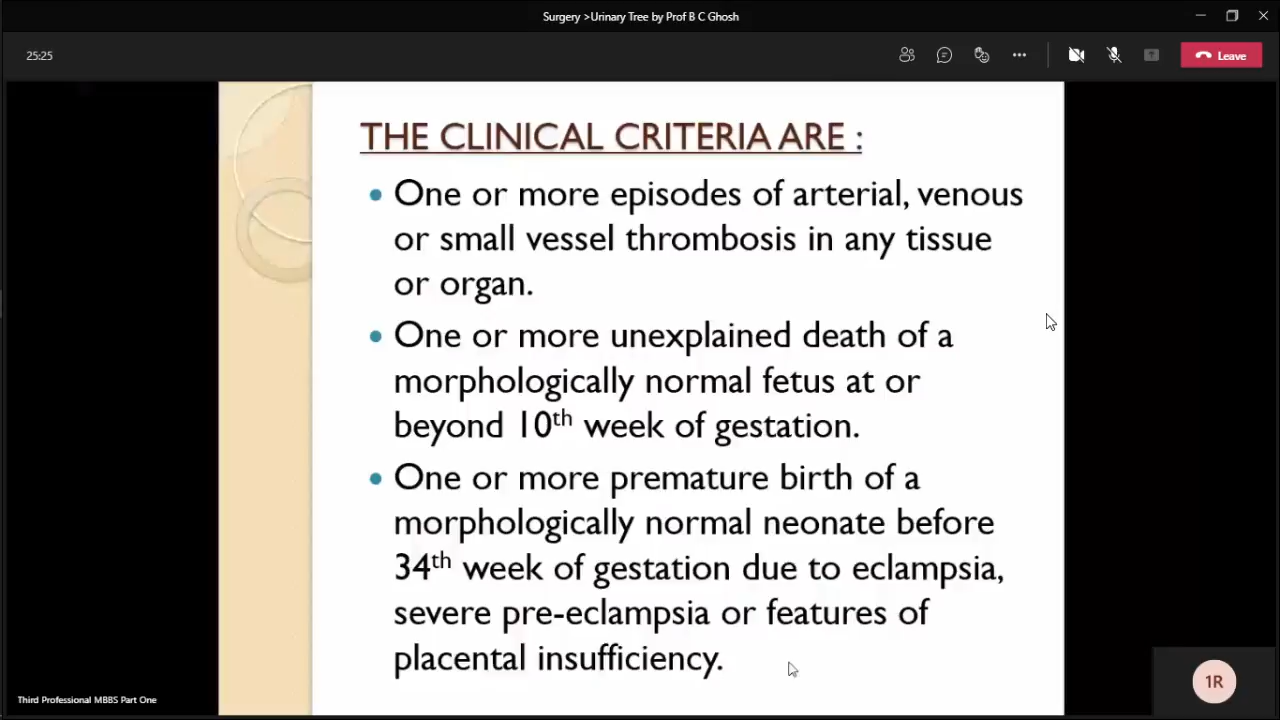 Surgery >Urinary Tree by Prof B C Ghosh
25:25
Leave
THE CLINICAL CRITERIA ARE :
One or more episodes of arterial, venous
or small vessel thrombosis in any tissue
or organ.
One or more unexplained death of a
morphologically normal fetus at or
beyond 10th week of gestation.
One or more premature birth of a
morphologically normal neonate before
34th week of gestation due to eclampsia,
severe pre-eclampsia or features of
placental insufficiency.
Third Professional MBBS Part One
1R